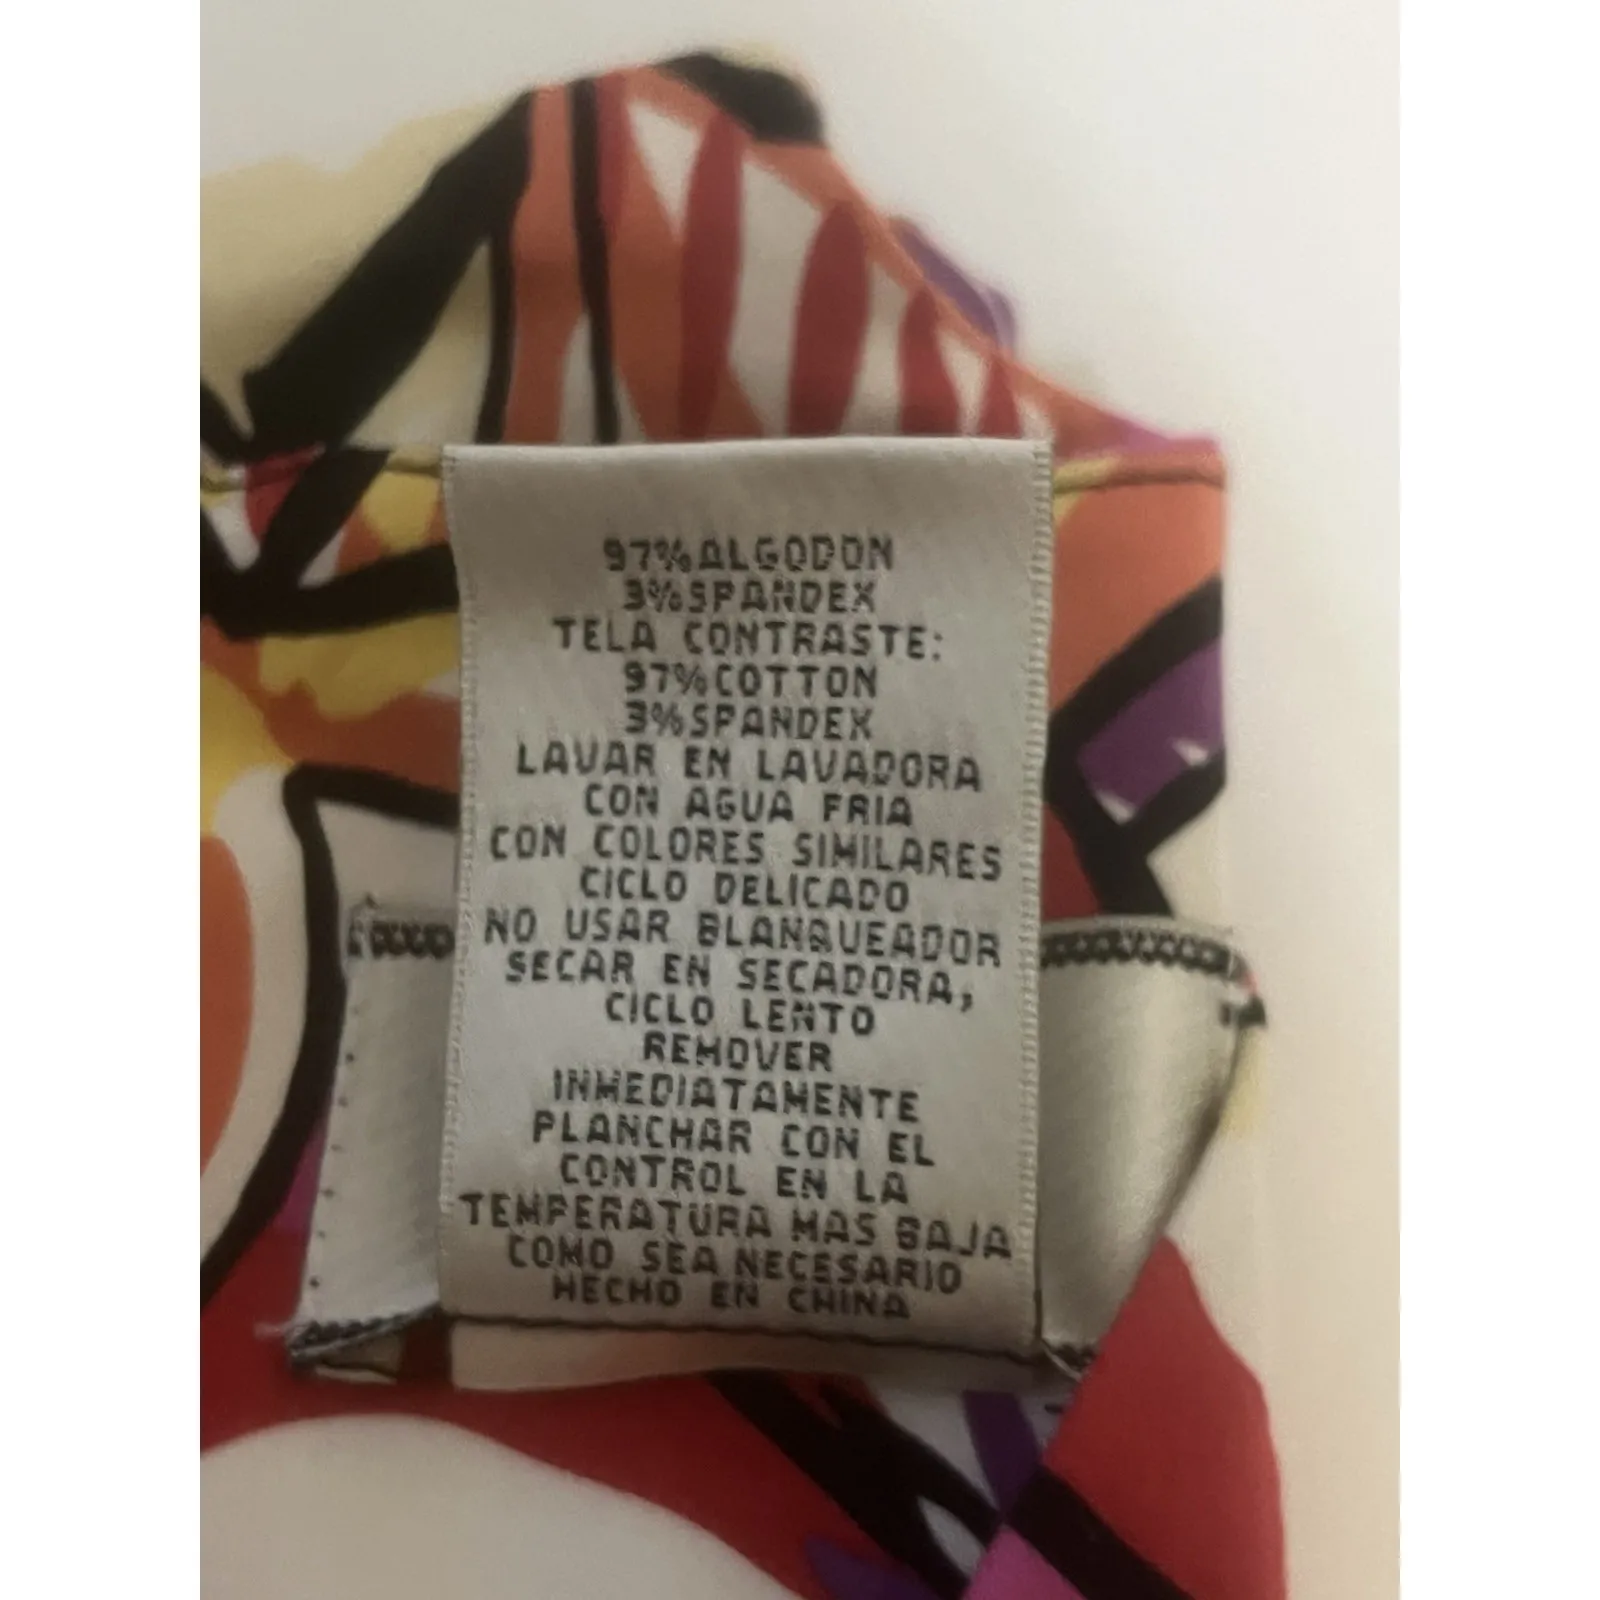 97%ALGODON
3%SPANDEX
TELA CONTRASTE:
97%COTTON
3%SPANDEX
LAVAR EN LAVADORA
CON AGUA FRIA
CON COLORES SIMILARES
CICLO DELICADO
NO USAR BLANQUEADOR
SECAR EN SECADORA,
CICLO LENTO
REMOVER
INMEDIATAMENTE
PLANCHAR CON EL
CONTROL EN LA
TEMPERATURA MAS BAJA
COMO SEA NECESARIO
HECHO EN CHINA